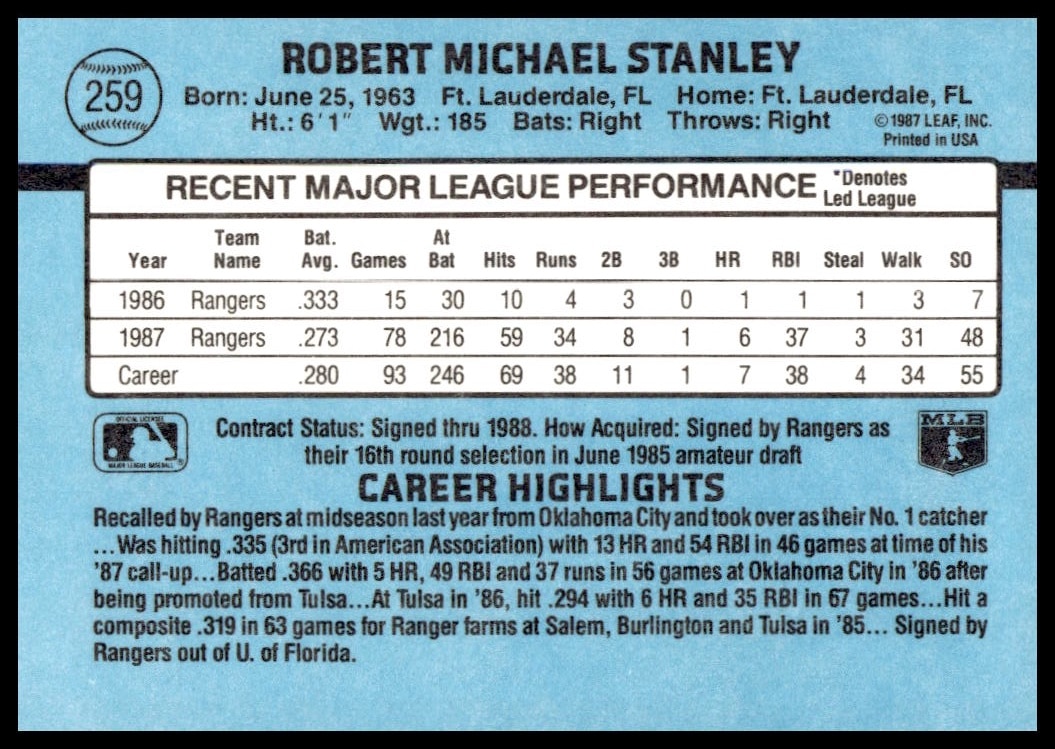 259
ROBERT MICHAEL STANLEY
Born: June 25, 1963 Ft. Lauderdale, FL Home: Ft. Lauderdale, FL
Ht.: 6'1" Wgt.: 185 Bats: Right Throws: Right ©1987 LEAF, INC.
Printed in USA
RECENT MAJOR LEAGUE PERFORMANCE *Denotes Led League
Year Team Name Bat. Avg. Games At Bat Hits Runs 2B 3B HR RBI Steal Walk SO
1986 Rangers .333 15 30 10 4 3 0 1 1 1 3 7
1987 Rangers .273 78 216 59 34 8 1 6 37 3 31 48
Career .280 93 246 69 38 11 1 7 38 4 34 55
OFFICIAL LICENSEE
MAJOR LEAGUE BASEBALL
Contract Status: Signed thru 1988. How Acquired: Signed by Rangers as
their 16th round selection in June 1985 amateur draft
MLB
CAREER HIGHLIGHTS
Recalled by Rangers at midseason last year from Oklahoma City and took over as their No. 1 catcher
...Was hitting .335 (3rd in American Association) with 13 HR and 54 RBI in 46 games at time of his
'87 call-up...Batted .366 with 5 HR, 49 RBI and 37 runs in 56 games at Oklahoma City in '86 after
being promoted from Tulsa...At Tulsa in '86, hit .294 with 6 HR and 35 RBI in 67 games...Hit a
composite .319 in 63 games for Ranger farms at Salem, Burlington and Tulsa in '85... Signed by
Rangers out of U. of Florida.